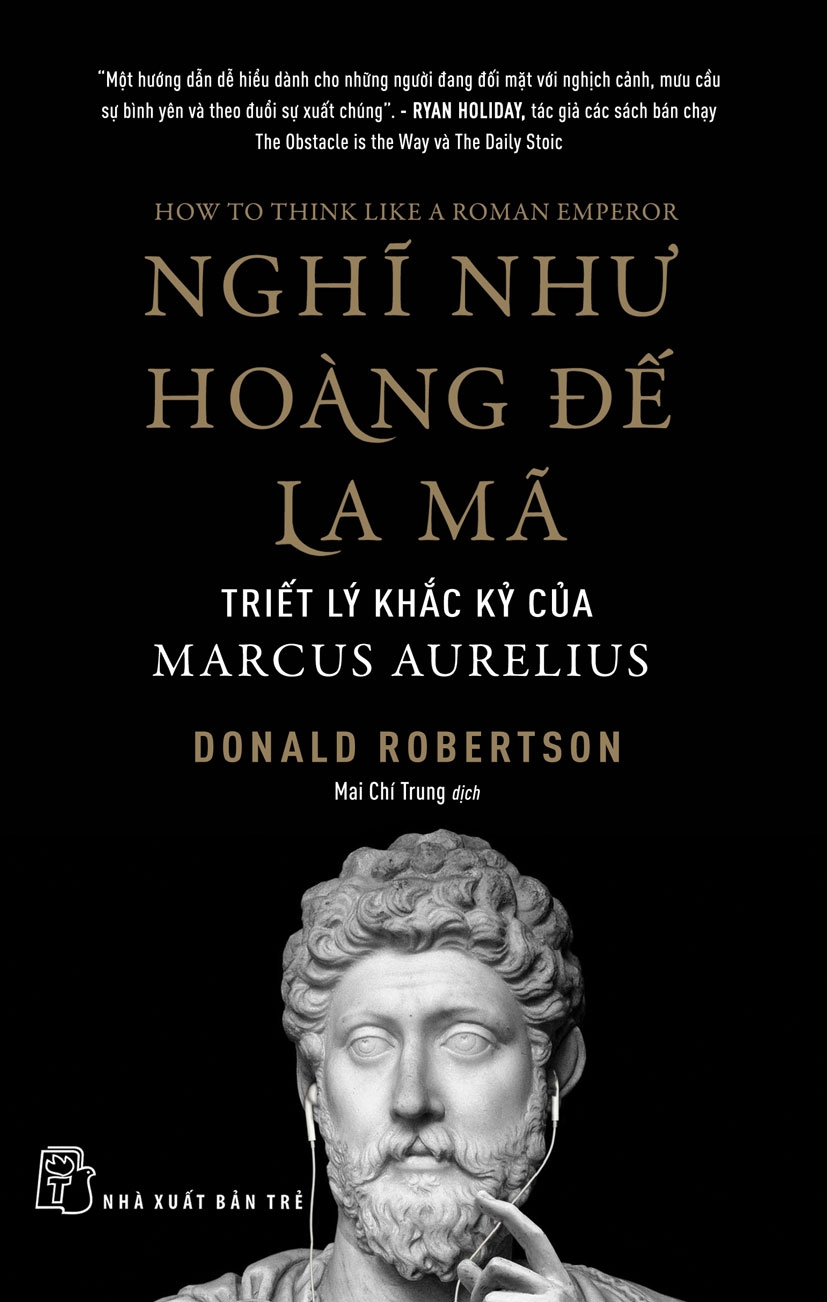 “Một hướng dẫn dễ hiểu dành cho những người đang đối mặt với nghịch cảnh, mưu cầu
sự bình yên và theo đuổi sự xuất chúng”. - RYAN HOLIDAY, tác giả các sách bán chạy
The Obstacle is the Way và The Daily Stoic
HOW TO THINK LIKE A ROMAN EMPEROR
NGHĨ NHƯ
HOÀNG ĐẾ
LA MÃ
TRIẾT LÝ KHẮC KỶ CỦA
MARCUS AURELIUS
DONALD ROBERTSON
Mai Chí Trung dịch
T
NHÀ XUẤT BẢN TRẺ